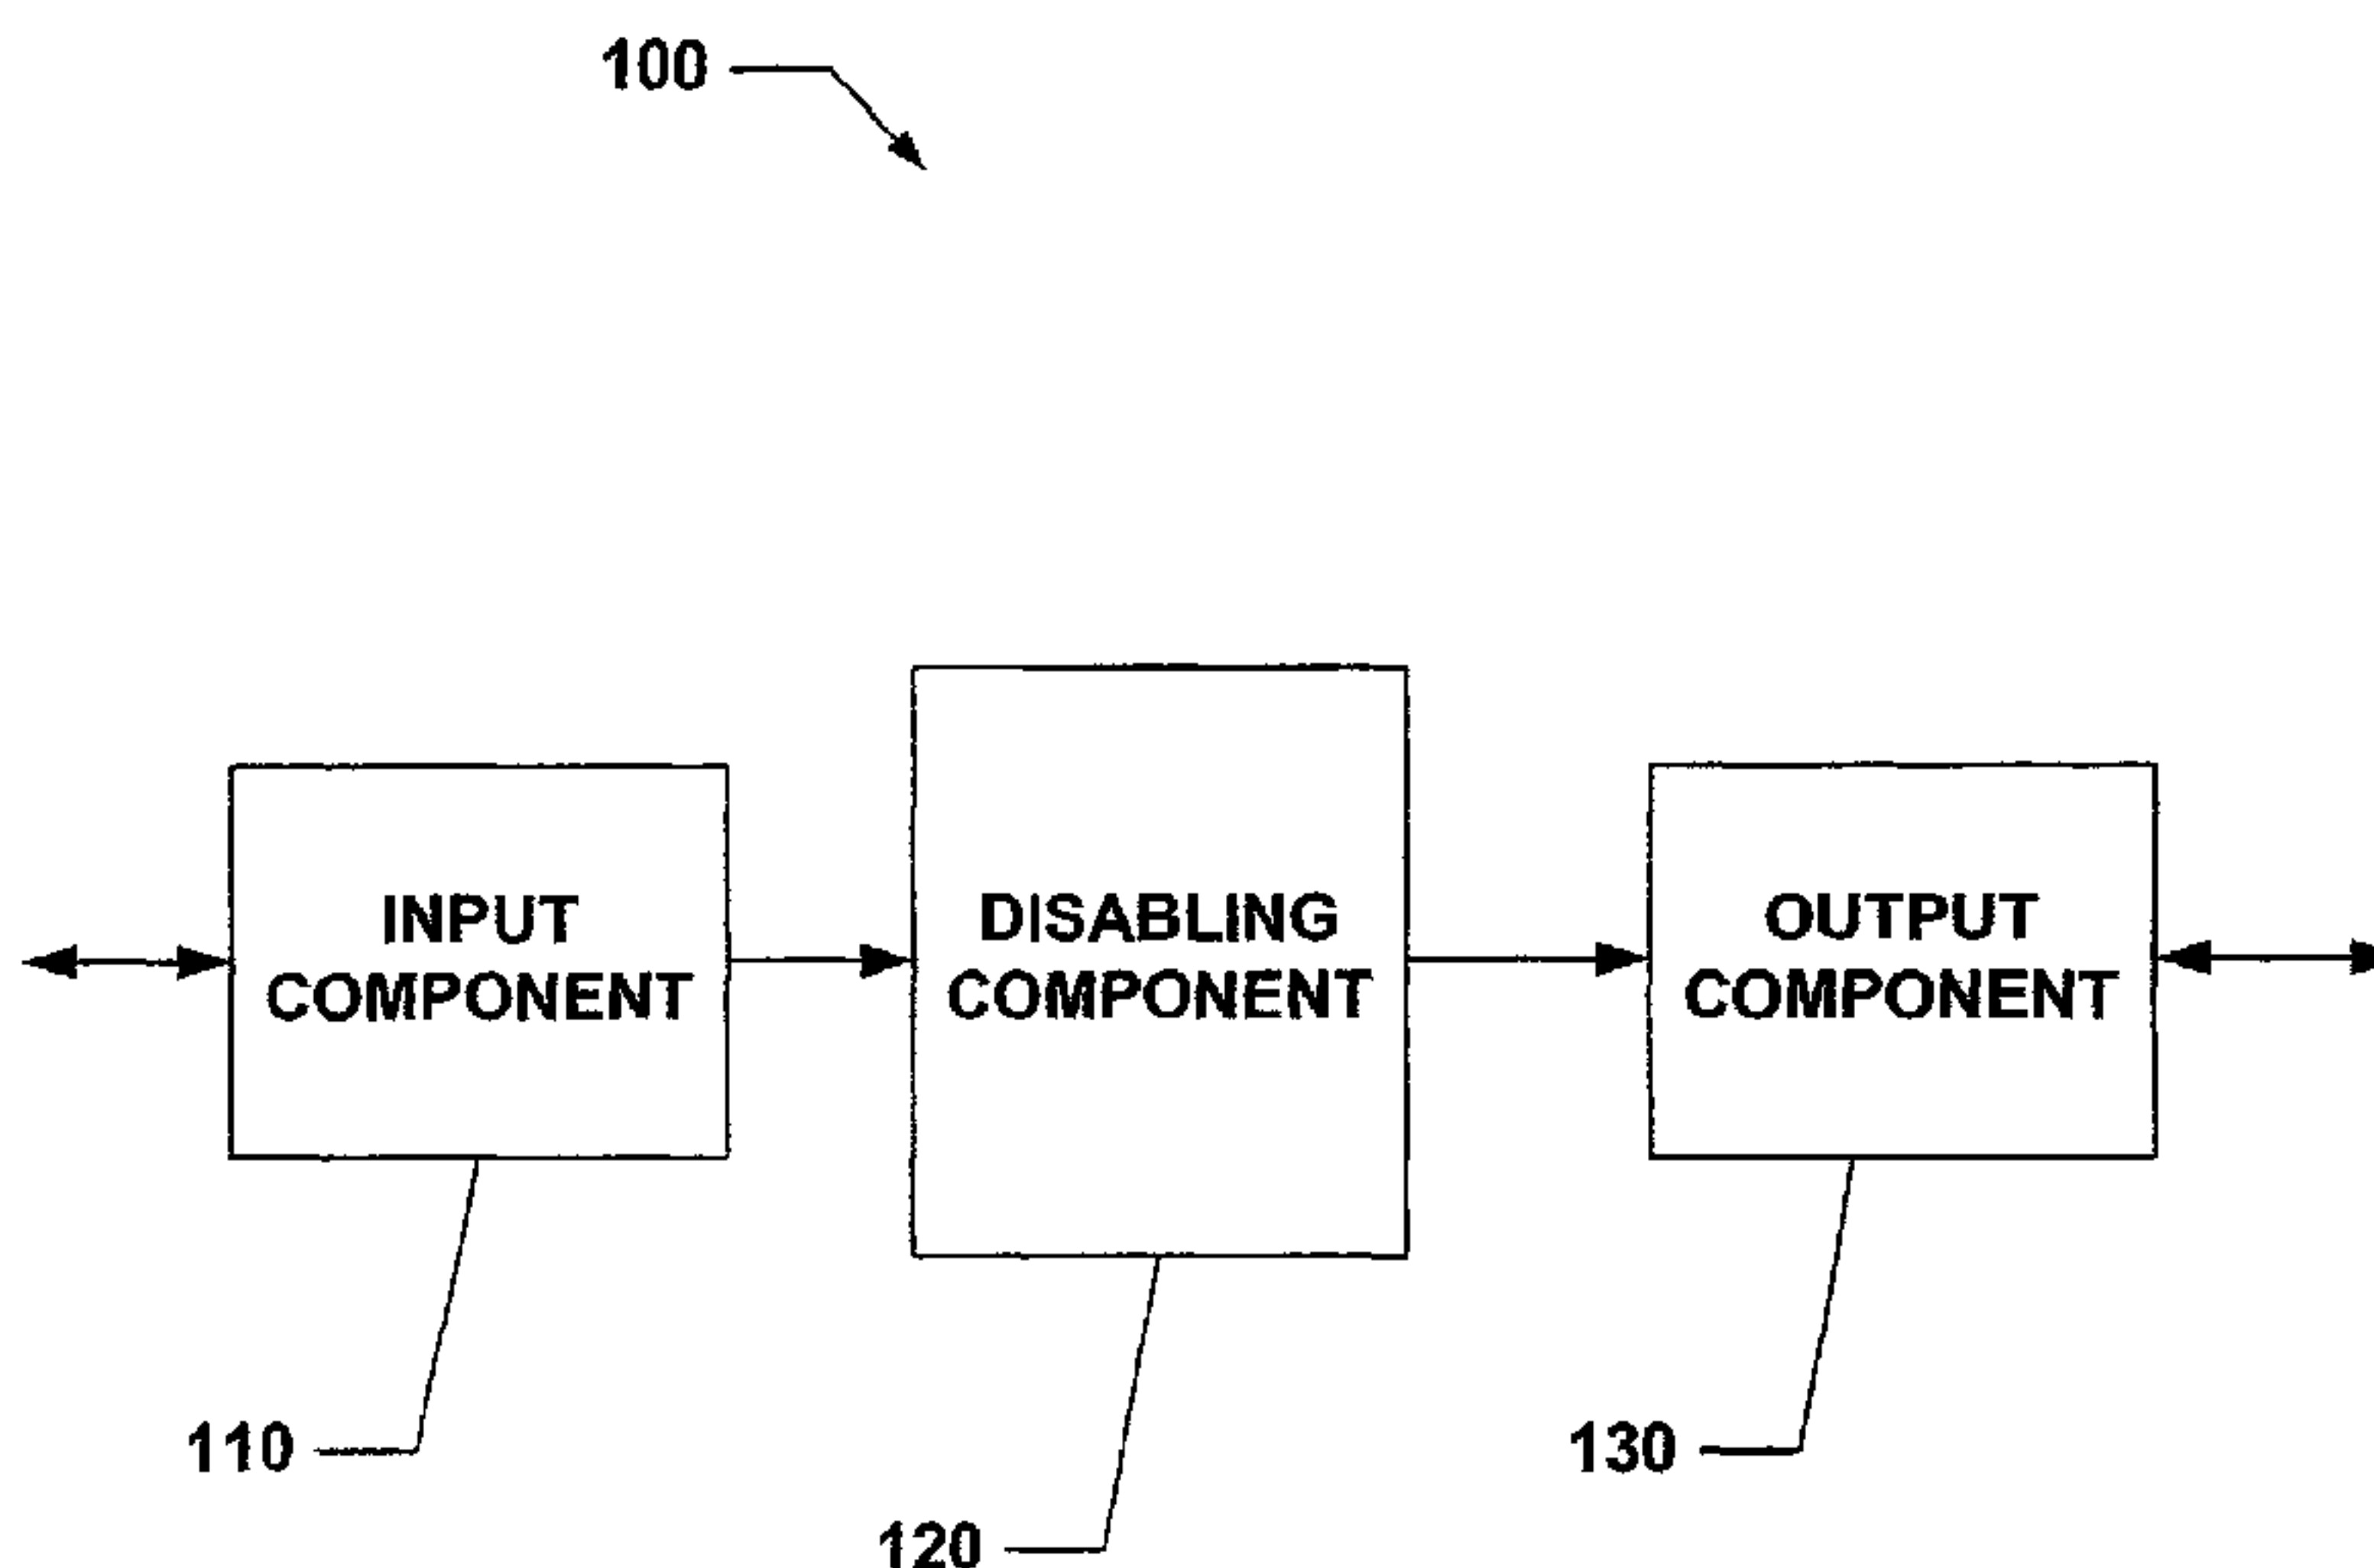 100
INPUT
COMPONENT
DISABLING
COMPONENT
OUTPUT
COMPONENT
110
130
120